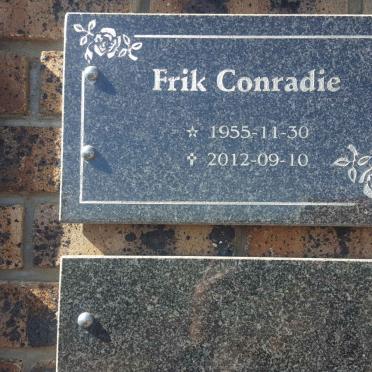 Frik Conradie
☆ 1955-11-30
✝ 2012-09-10